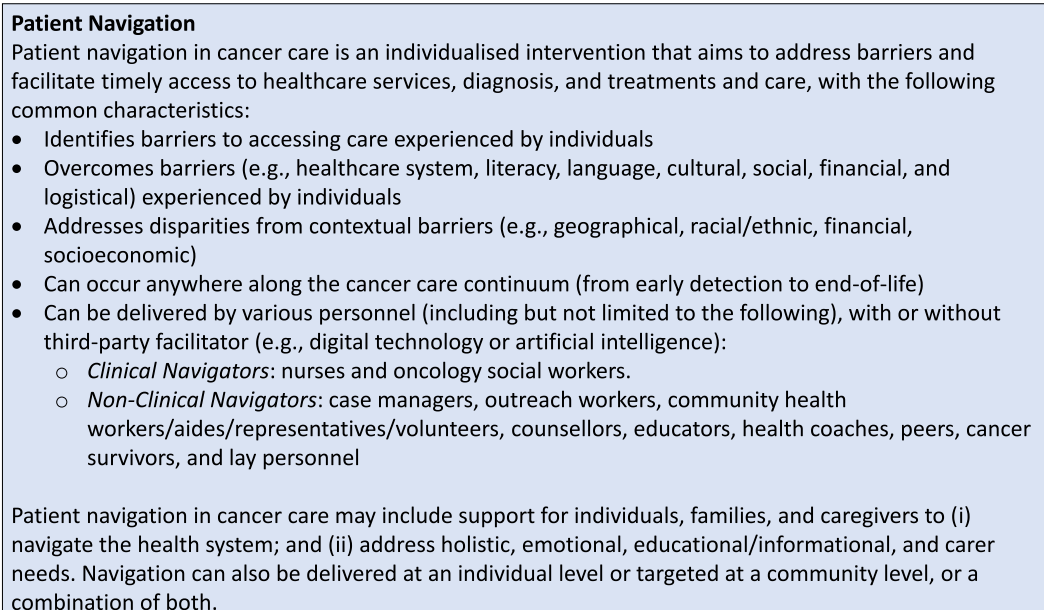 Patient Navigation
Patient navigation in cancer care is an individualised intervention that aims to address barriers and
facilitate timely access to healthcare services, diagnosis, and treatments and care, with the following
common characteristics:
• Identifies barriers to accessing care experienced by individuals
• Overcomes barriers (e.g., healthcare system, literacy, language, cultural, social, financial, and
logistical) experienced by individuals
• Addresses disparities from contextual barriers (e.g., geographical, racial/ethnic, financial,
socioeconomic)
• Can occur anywhere along the cancer care continuum (from early detection to end-of-life)
• Can be delivered by various personnel (including but not limited to the following), with or without
third-party facilitator (e.g., digital technology or artificial intelligence):
o Clinical Navigators: nurses and oncology social workers.
o Non-Clinical Navigators: case managers, outreach workers, community health
workers/aides/representatives/volunteers, counsellors, educators, health coaches, peers, cancer
survivors, and lay personnel
Patient navigation in cancer care may include support for individuals, families, and caregivers to (i)
navigate the health system; and (ii) address holistic, emotional, educational/informational, and carer
needs. Navigation can also be delivered at an individual level or targeted at a community level, or a
combination of both.